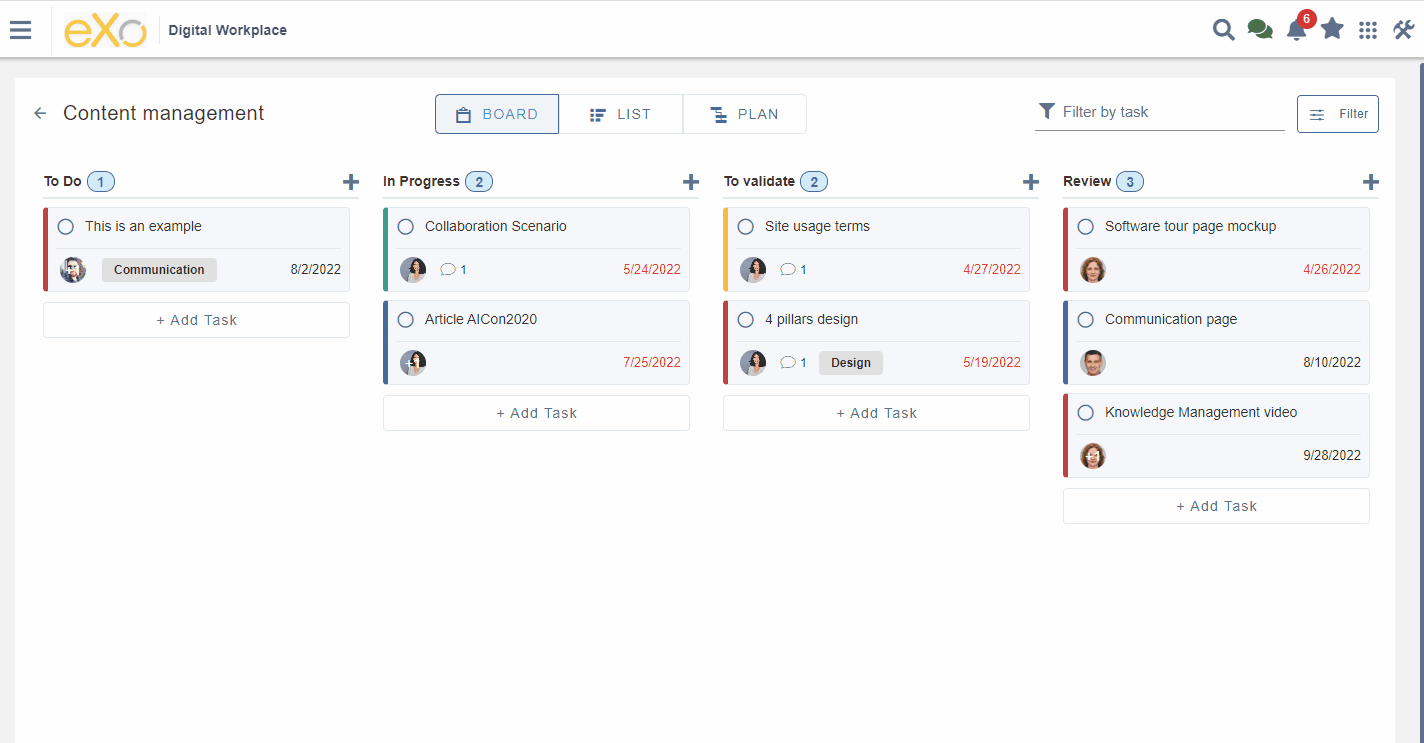 eXo Digital Workplace
6
Content management
BOARD LIST PLAN
Filter by task
Filter
To Do 1
This is an example
Communication 8/2/2022
+ Add Task
In Progress 2
Collaboration Scenario
1 5/24/2022
Article AICon2020
7/25/2022
+ Add Task
To validate 2
Site usage terms
1 4/27/2022
4 pillars design
1 Design 5/19/2022
+ Add Task
Review 3
Software tour page mockup
4/26/2022
Communication page
8/10/2022
Knowledge Management video
9/28/2022
+ Add Task